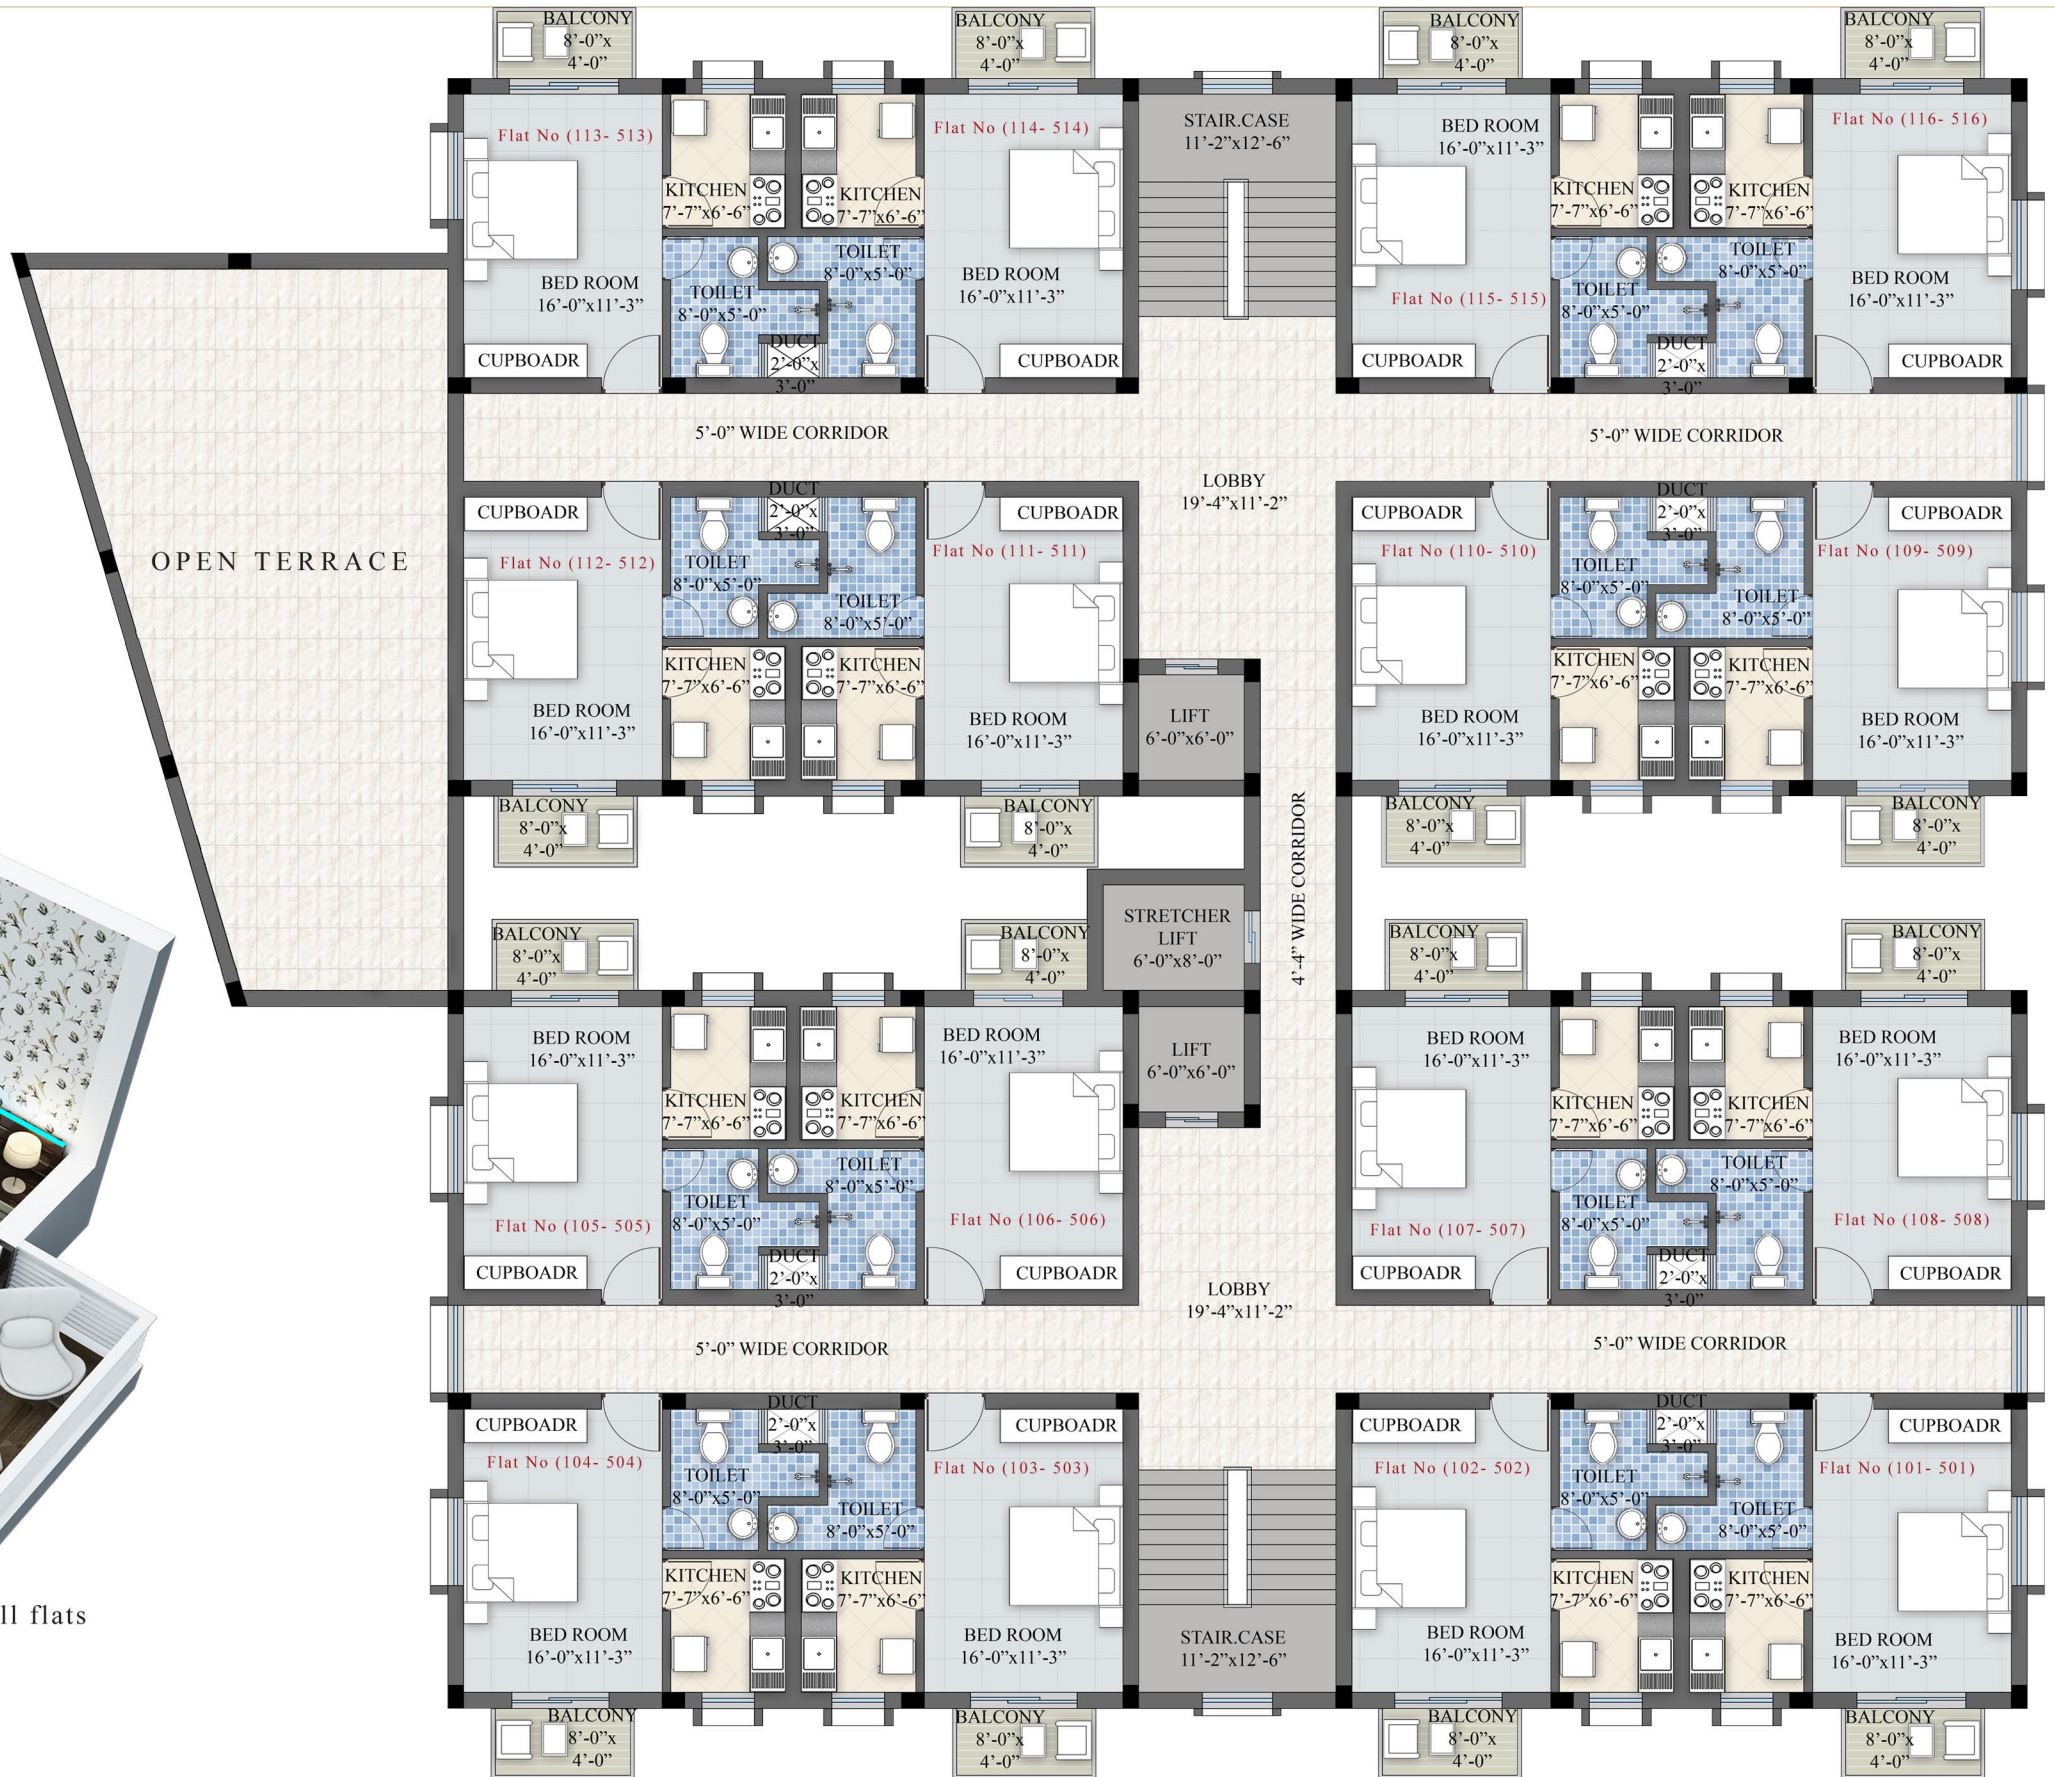 BALCONY
8'-0”x
4'-0”
BALCONY
8'-0”x
4'-0”
BALCONY
8'-0”x
4'-0”
BALCONY
8'-0”x
4'-0”
Flat No (113- 513)
KITCHEN
7'-7”x6'-6”
BED ROOM
16'-0”x11'-3”
TOILET
8'-0”x5'-0”
CUPBOADR
DUCT
2'-0”x
3'-0”
Flat No (114- 514)
KITCHEN
7'-7”x6'-6”
TOILET
8'-0”x5'-0”
BED ROOM
16'-0”x11'-3”
CUPBOADR
STAIR.CASE
11'-2”x12'-6”
BED ROOM
16'-0”x11'-3”
KITCHEN
7'-7”x6'-6”
Flat No (115- 515)
TOILET
8'-0”x5'-0”
CUPBOADR
DUCT
2'-0”x
3'-0”
Flat No (116- 516)
KITCHEN
7'-7”x6'-6”
TOILET
8'-0”x5'-0”
BED ROOM
16'-0”x11'-3”
CUPBOADR
5'-0” WIDE CORRIDOR
5'-0” WIDE CORRIDOR
LOBBY
19'-4”x11'-2”
OPEN TERRACE
CUPBOADR
Flat No (112- 512)
DUCT
2'-0”x
3'-0”
TOILET
8'-0”x5'-0”
KITCHEN
7'-7”x6'-6”
BED ROOM
16'-0”x11'-3”
CUPBOADR
Flat No (111- 511)
TOILET
8'-0”x5'-0”
KITCHEN
7'-7”x6'-6”
BED ROOM
16'-0”x11'-3”
LIFT
6'-0”x6'-0”
CUPBOADR
Flat No (110- 510)
DUCT
2'-0”x
3'-0”
TOILET
8'-0”x5'-0”
KITCHEN
7'-7”x6'-6”
BED ROOM
16'-0”x11'-3”
CUPBOADR
Flat No (109- 509)
TOILET
8'-0”x5'-0”
KITCHEN
7'-7”x6'-6”
BED ROOM
16'-0”x11'-3”
BALCONY
8'-0”x
4'-0”
BALCONY
8'-0”x
4'-0”
BALCONY
8'-0”x
4'-0”
BALCONY
8'-0”x
4'-0”
4'-4” WIDE CORRIDOR
STRETCHER
LIFT
6'-0”x8'-0”
BALCONY
8'-0”x
4'-0”
BALCONY
8'-0”x
4'-0”
BALCONY
8'-0”x
4'-0”
BALCONY
8'-0”x
4'-0”
BED ROOM
16'-0”x11'-3”
KITCHEN
7'-7”x6'-6”
TOILET
8'-0”x5'-0”
Flat No (105- 505)
CUPBOADR
DUCT
2'-0”x
3'-0”
BED ROOM
16'-0”x11'-3”
KITCHEN
7'-7”x6'-6”
TOILET
8'-0”x5'-0”
Flat No (106- 506)
CUPBOADR
LIFT
6'-0”x6'-0”
BED ROOM
16'-0”x11'-3”
KITCHEN
7'-7”x6'-6”
TOILET
8'-0”x5'-0”
Flat No (107- 507)
CUPBOADR
DUCT
2'-0”x
3'-0”
BED ROOM
16'-0”x11'-3”
KITCHEN
7'-7”x6'-6”
TOILET
8'-0”x5'-0”
Flat No (108- 508)
CUPBOADR
LOBBY
19'-4”x11'-2”
5'-0” WIDE CORRIDOR
5'-0” WIDE CORRIDOR
CUPBOADR
Flat No (104- 504)
DUCT
2'-0”x
3'-0”
TOILET
8'-0”x5'-0”
KITCHEN
7'-7”x6'-6”
BED ROOM
16'-0”x11'-3”
CUPBOADR
Flat No (103- 503)
TOILET
8'-0”x5'-0”
KITCHEN
7'-7”x6'-6”
BED ROOM
16'-0”x11'-3”
STAIR.CASE
11'-2”x12'-6”
CUPBOADR
Flat No (102- 502)
DUCT
2'-0”x
3'-0”
TOILET
8'-0”x5'-0”
KITCHEN
7'-7”x6'-6”
BED ROOM
16'-0”x11'-3”
CUPBOADR
Flat No (101- 501)
TOILET
8'-0”x5'-0”
KITCHEN
7'-7”x6'-6”
BED ROOM
16'-0”x11'-3”
ll flats
BALCONY
8'-0”x
4'-0”
BALCONY
8'-0”x
4'-0”
BALCONY
8'-0”x
4'-0”
BALCONY
8'-0”x
4'-0”